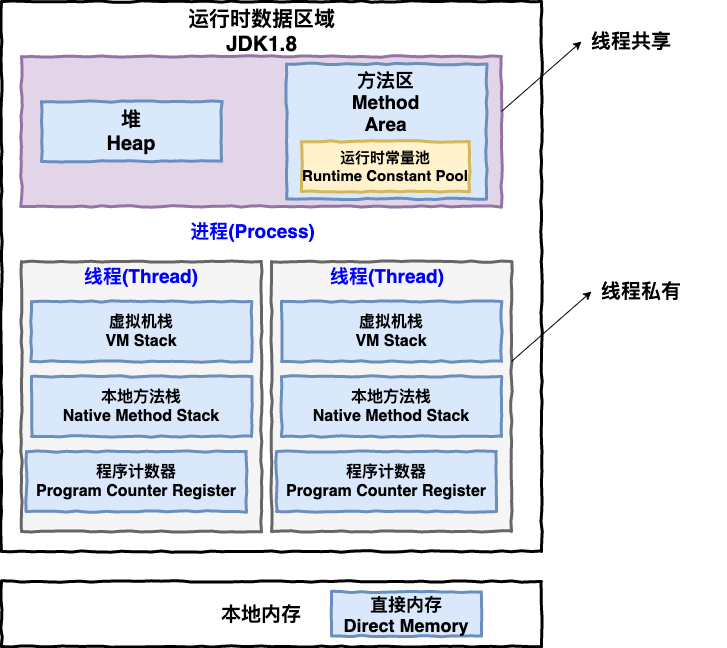 运行时数据区域
JDK1.8
线程共享
堆
Heap
方法区
Method
Area
运行时常量池
Runtime Constant Pool
进程(Process)
线程(Thread)
虚拟机栈
VM Stack
本地方法栈
Native Method Stack
程序计数器
Program Counter Register
线程(Thread)
虚拟机栈
VM Stack
本地方法栈
Native Method Stack
程序计数器
Program Counter Register
线程私有
本地内存
直接内存
Direct Memory